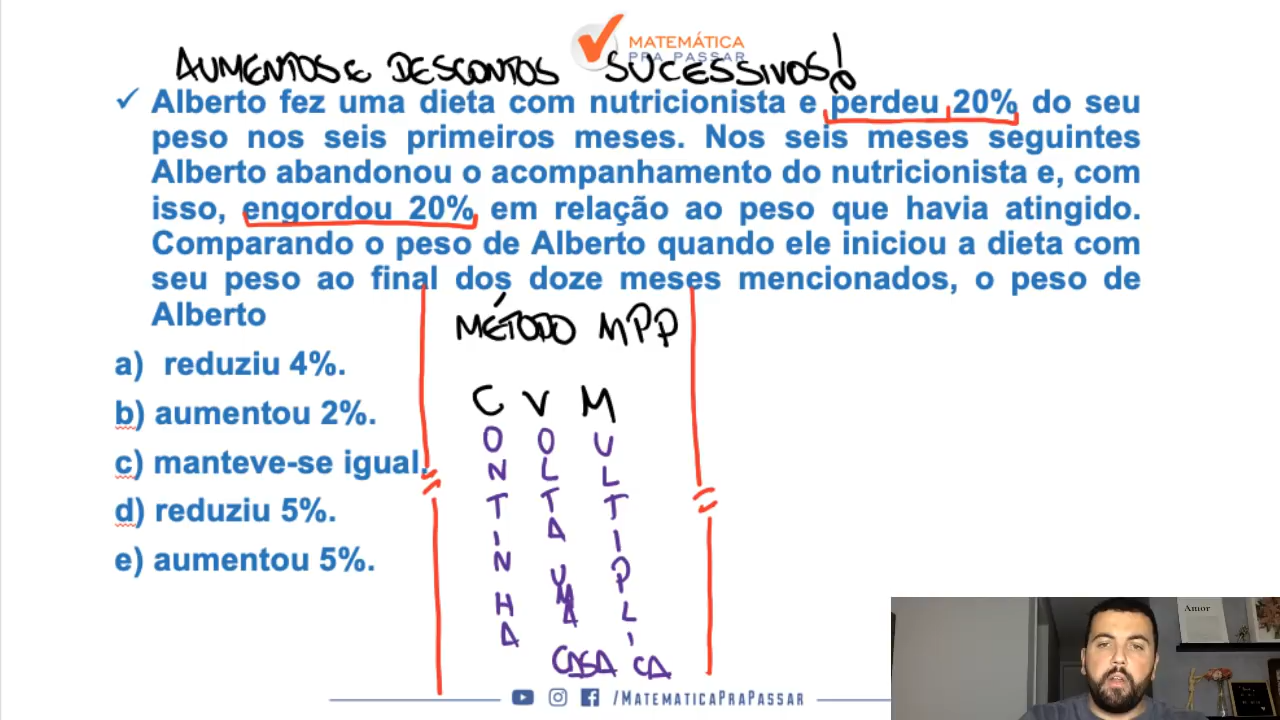 MATEMÁTICA
PRA PASSAR
AUMENTOS E DESCONTOS SUCESSIVOS!
✓ Alberto fez uma dieta com nutricionista e perdeu 20% do seu
peso nos seis primeiros meses. Nos seis meses seguintes
Alberto abandonou o acompanhamento do nutricionista e, com
isso, engordou 20% em relação ao peso que havia atingido.
Comparando o peso de Alberto quando ele iniciou a dieta com
seu peso ao final dos doze meses mencionados, o peso de
Alberto
MÉTODO MPP
a) reduziu 4%.
b) aumentou 2%.
c) manteve-se igual.
d) reduziu 5%.
e) aumentou 5%.
CONTINHA
VOLTA UMA CASA
MULTIPLICA
/MATEMATICAPRAPASSAR
Amor